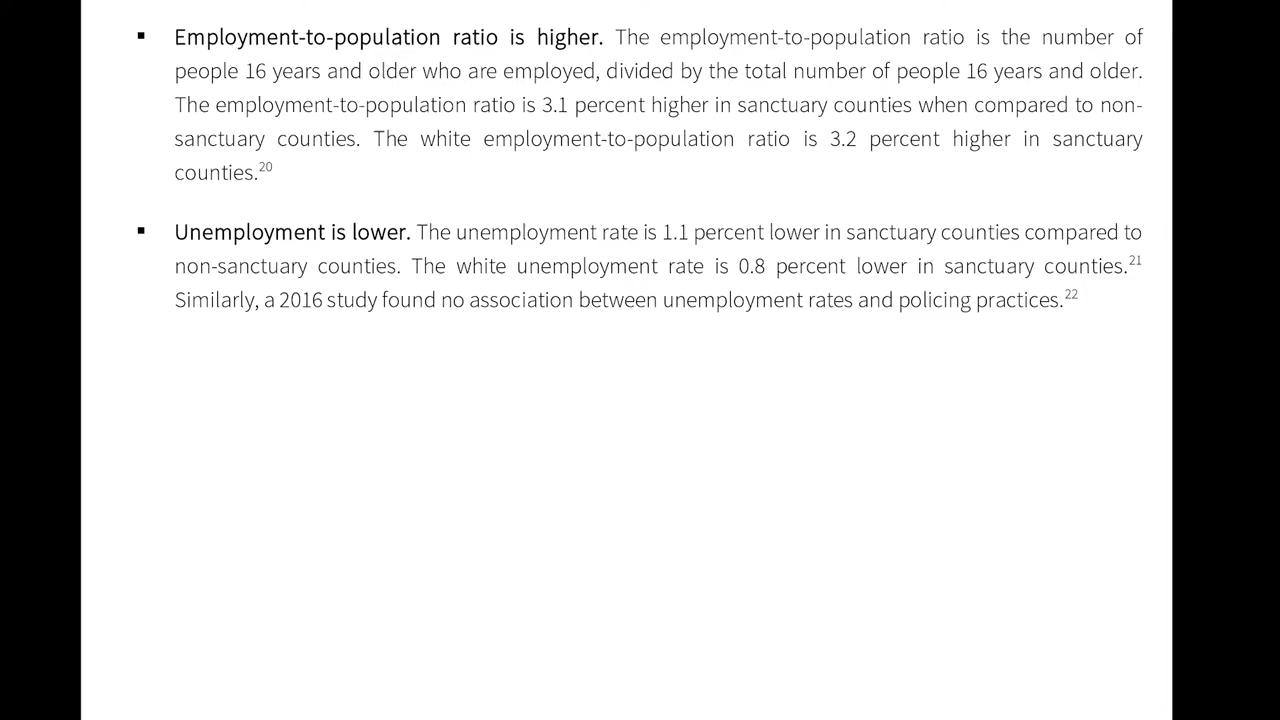 ▪ Employment-to-population ratio is higher. The employment-to-population ratio is the number of
people 16 years and older who are employed, divided by the total number of people 16 years and older.
The employment-to-population ratio is 3.1 percent higher in sanctuary counties when compared to non-
sanctuary counties. The white employment-to-population ratio is 3.2 percent higher in sanctuary
counties.20
▪ Unemployment is lower. The unemployment rate is 1.1 percent lower in sanctuary counties compared to
non-sanctuary counties. The white unemployment rate is 0.8 percent lower in sanctuary counties.21
Similarly, a 2016 study found no association between unemployment rates and policing practices.22